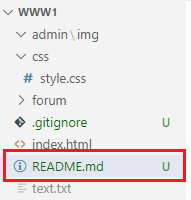 WWW1
admin\img
css
style.css
forum
.gitignore U
index.html
README.md U
text.txt